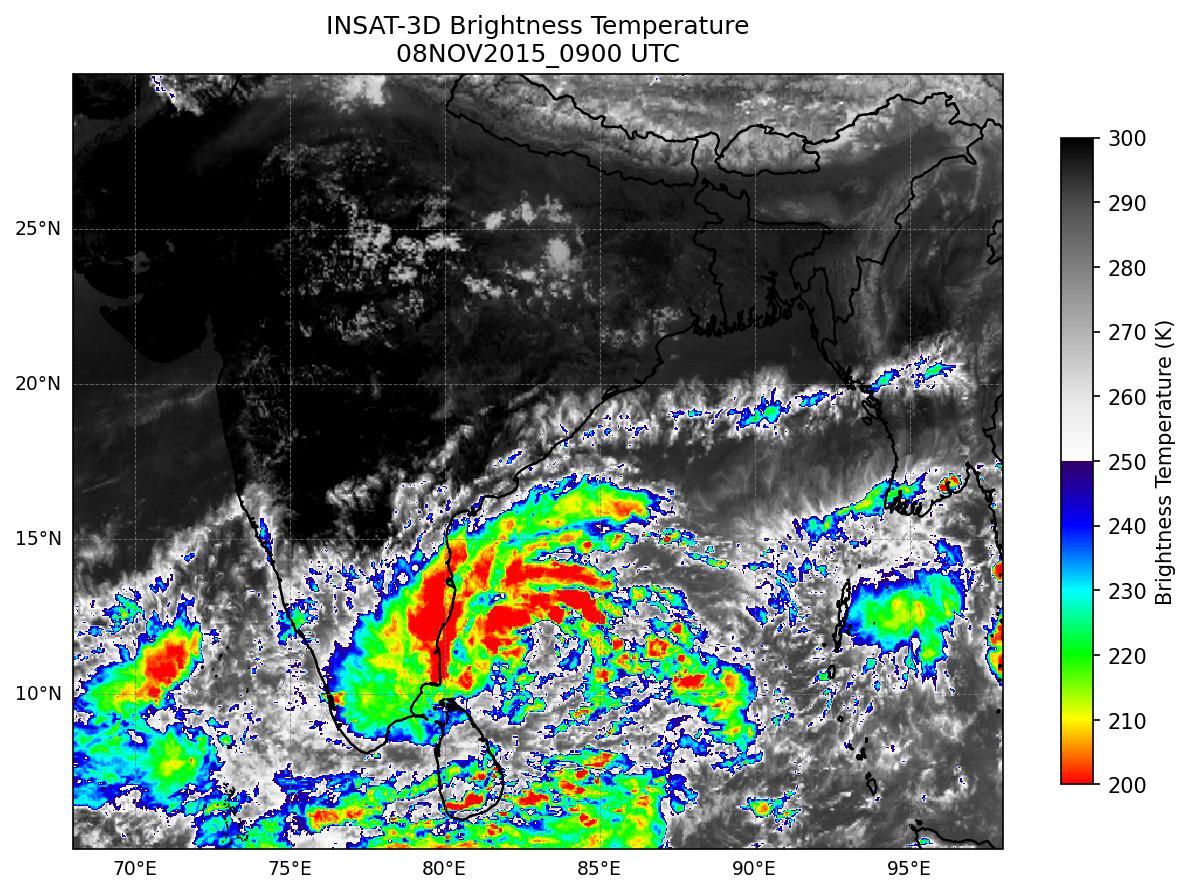 INSAT-3D Brightness Temperature
08NOV2015_0900 UTC
25°N
20°N
15°N
10°N
70°E
75°E
80°E
85°E
90°E
95°E
300
290
280
270
260
250
240
230
220
210
200
Brightness Temperature (K)